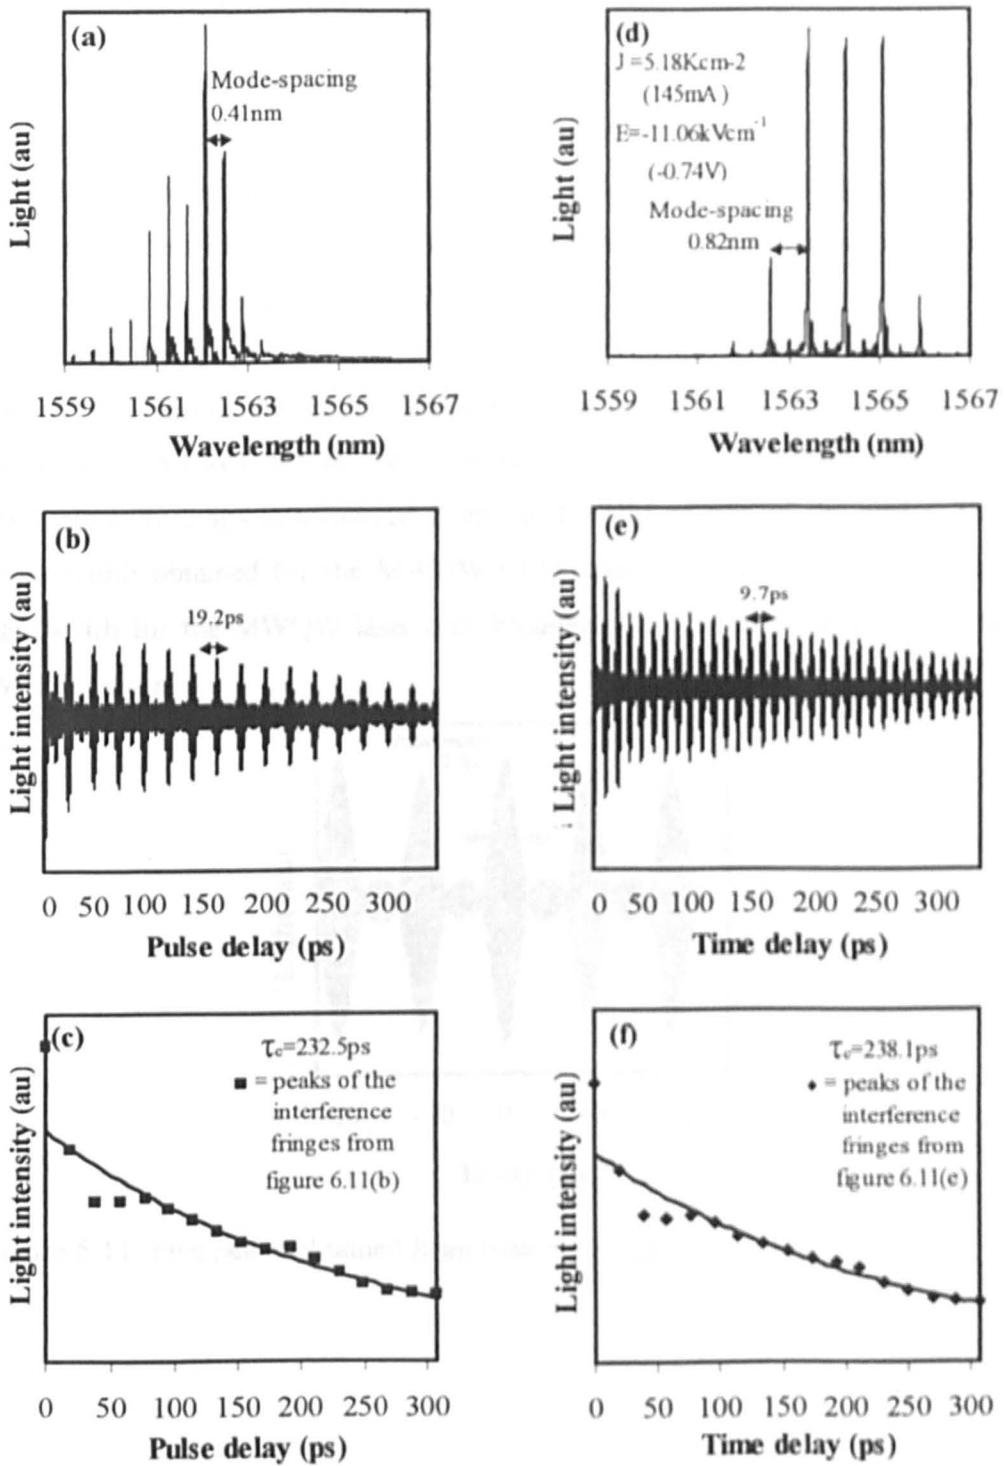 (a)
Mode-spacing
0.41nm
Light (au)
1559 1561 1563 1565 1567
Wavelength (nm)
(d)
J =5.18Kcm-2
(145mA)
E=-11.06kVcm-1
(-0.74V)
Mode-spacing
0.82nm
Light (au)
1559 1561 1563 1565 1567
Wavelength (nm)
(b)
19.2ps
Light intensity (au)
0 50 100 150 200 250 300
Pulse delay (ps)
(e)
9.7ps
Light intensity (au)
0 50 100 150 200 250 300
Time delay (ps)
(c)
τc=232.5ps
■ = peaks of the
interference
fringes from
figure 6.11(b)
Light intensity (au)
0 50 100 150 200 250 300
Pulse delay (ps)
(f)
τc=238.1ps
♦ = peaks of the
interference
fringes from
figure 6.11(e)
Light intensity (au)
0 50 100 150 200 250 300
Time delay (ps)